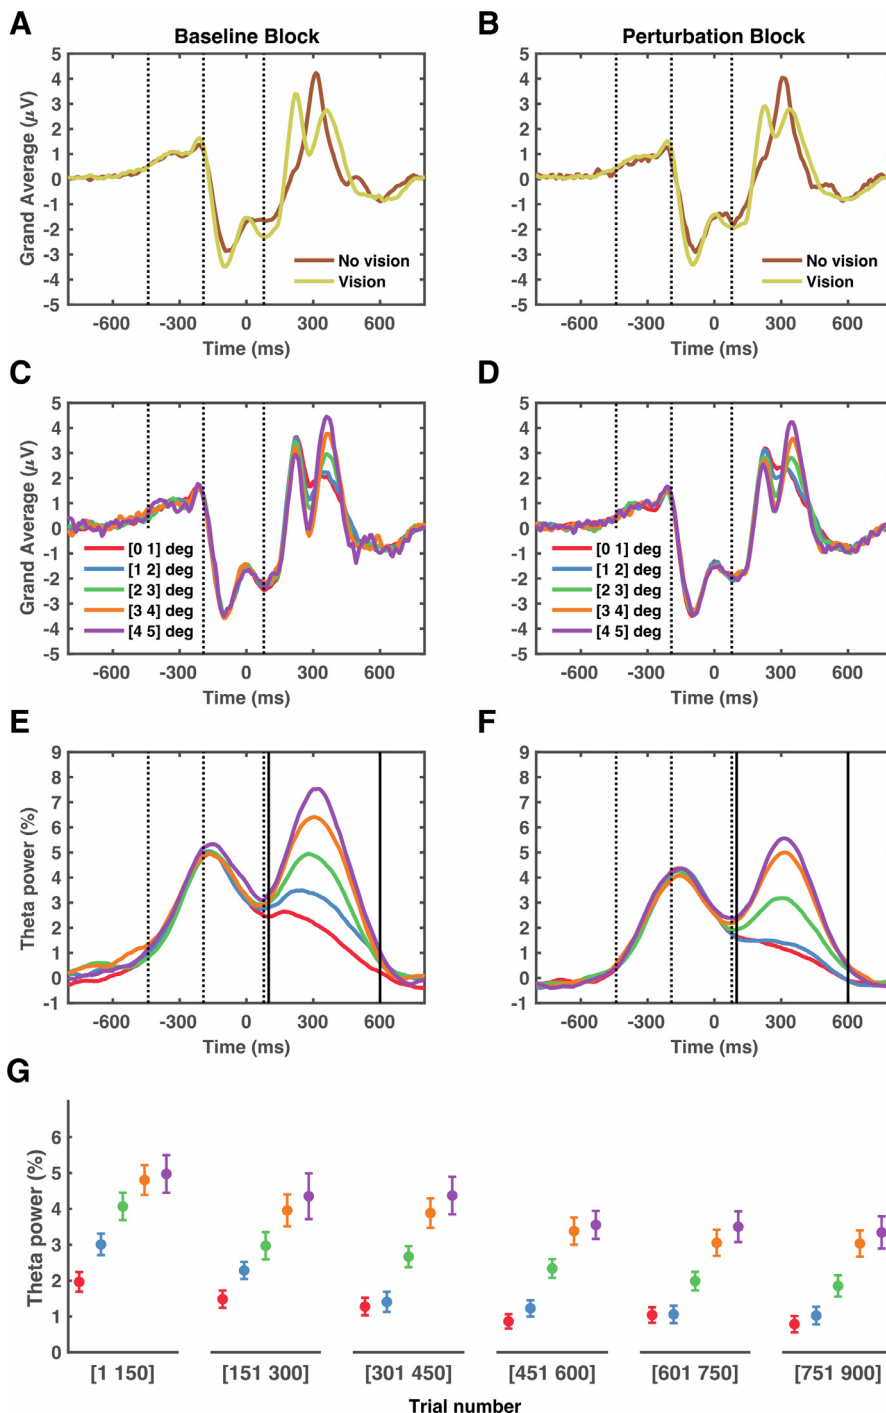 A
Baseline Block
B
Perturbation Block
5
4
3
2
1
0
-1
-2
-3
-4
-5
Grand Average (μV)
No vision
Vision
-600 -300 0 300 600
Time (ms)
5
4
3
2
1
0
-1
-2
-3
-4
-5
No vision
Vision
-600 -300 0 300 600
Time (ms)
C
5
4
3
2
1
0
-1
-2
-3
-4
-5
Grand Average (μV)
[0 1] deg
[1 2] deg
[2 3] deg
[3 4] deg
[4 5] deg
-600 -300 0 300 600
Time (ms)
D
5
4
3
2
1
0
-1
-2
-3
-4
-5
[0 1] deg
[1 2] deg
[2 3] deg
[3 4] deg
[4 5] deg
-600 -300 0 300 600
Time (ms)
E
9
8
7
6
5
4
3
2
1
0
-1
Theta power (%)
-600 -300 0 300 600
Time (ms)
F
9
8
7
6
5
4
3
2
1
0
-1
-600 -300 0 300 600
Time (ms)
G
6
5
4
3
2
1
0
Theta power (%)
[1 150] [151 300] [301 450] [451 600] [601 750] [751 900]
Trial number